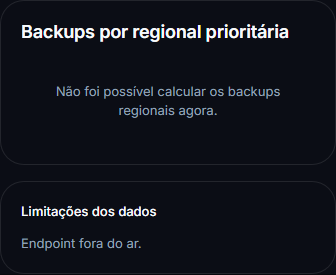 Backups por regional prioritária
Não foi possível calcular os backups
regionais agora.
Limitações dos dados
Endpoint fora do ar.